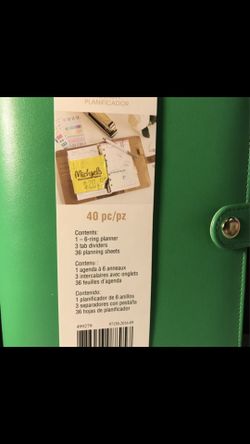 PLANIFICADOR
Michaels
40 pc/pz
Contents:
1 – 6-ring planner
3 tab dividers
36 planning sheets
Contenu :
1 agenda à 6 anneaux
3 intercalaires avec onglets
36 feuilles d'agenda
Contenido:
1 planificador de 6 anillos
3 separadores con pestaña
36 hojas de planificador
499279